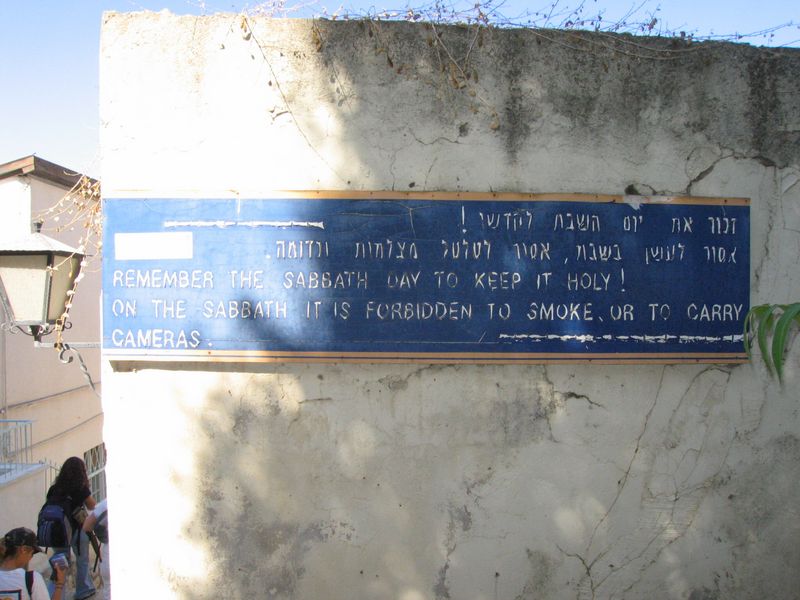 זכור את יום השבת לקדשו!
אסור לעשן בשבת, אסור לטלטל מצלמות וכדומה.
REMEMBER THE SABBATH DAY TO KEEP IT HOLY!
ON THE SABBATH IT IS FORBIDDEN TO SMOKE, OR TO CARRY
CAMERAS.